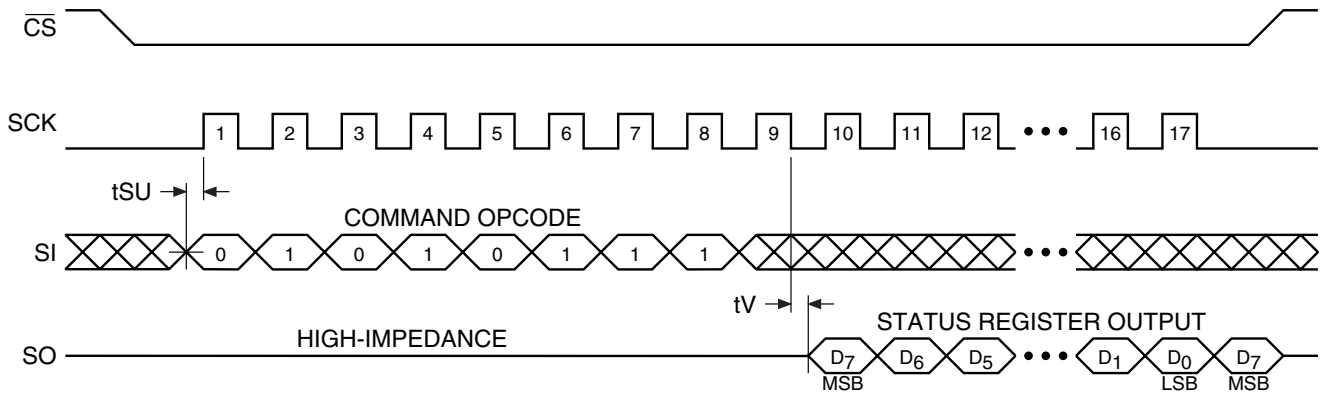 CS
SCK 1 2 3 4 5 6 7 8 9 10 11 12 ••• 16 17
tSU
COMMAND OPCODE
SI 0 1 0 1 0 1 1 1 •••
tV
HIGH-IMPEDANCE
STATUS REGISTER OUTPUT
SO D7 D6 D5 ••• D1 D0 D7
MSB LSB MSB